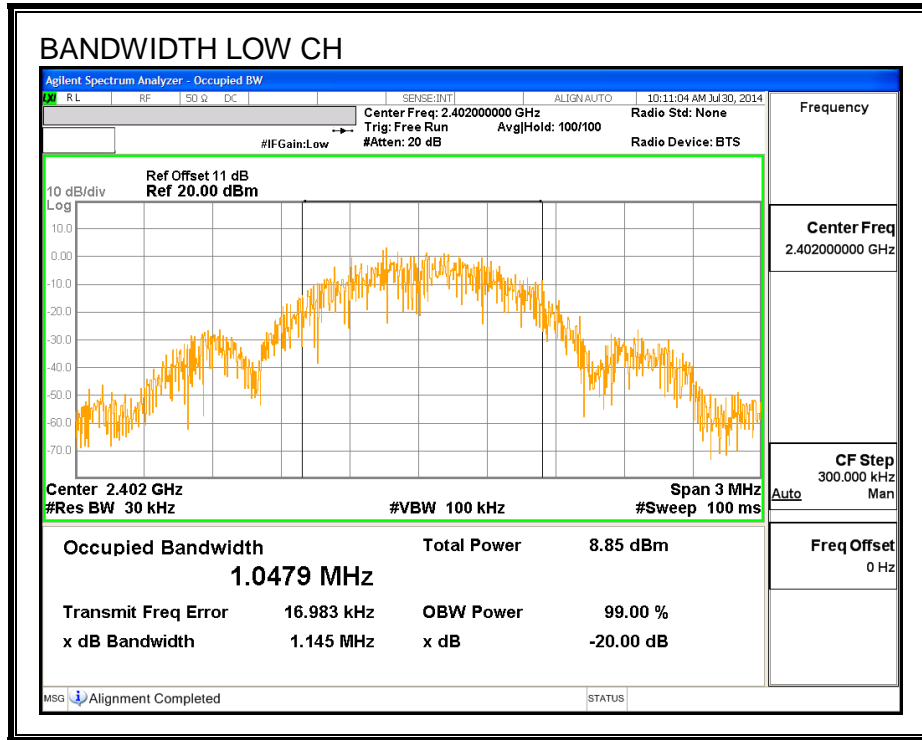 BANDWIDTH LOW CH
Agilent Spectrum Analyzer - Occupied BW
LXI RL RF 50 Ω DC SENSE:INT ALIGN AUTO 10:11:04 AM Jul 30, 2014
Center Freq: 2.402000000 GHz Radio Std: None
Trig: Free Run Avg|Hold: 100/100
#IFGain:Low #Atten: 20 dB Radio Device: BTS
Frequency
Ref Offset 11 dB
10 dB/div Ref 20.00 dBm
Log
10.0
0.00
-10.0
-20.0
-30.0
-40.0
-50.0
-60.0
-70.0
Center 2.402 GHz Span 3 MHz
#Res BW 30 kHz #VBW 100 kHz #Sweep 100 ms
Center Freq
2.402000000 GHz
CF Step
300.000 kHz
Auto Man
Freq Offset
0 Hz
Occupied Bandwidth Total Power 8.85 dBm
1.0479 MHz
Transmit Freq Error 16.983 kHz OBW Power 99.00 %
x dB Bandwidth 1.145 MHz x dB -20.00 dB
MSG Alignment Completed STATUS